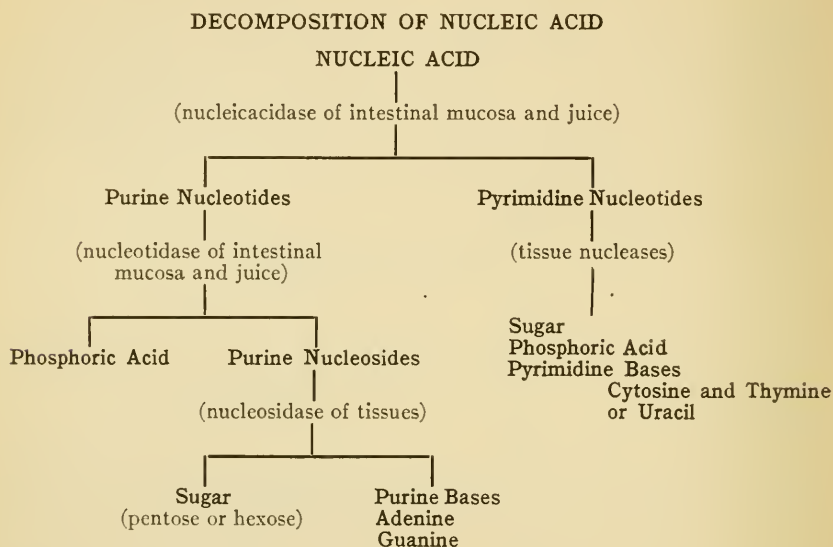 DECOMPOSITION OF NUCLEIC ACID
NUCLEIC ACID
(nucleicacidase of intestinal mucosa and juice)
Purine Nucleotides
Pyrimidine Nucleotides
(nucleotidase of intestinal
mucosa and juice)
(tissue nucleases)
Phosphoric Acid
Purine Nucleosides
Sugar
Phosphoric Acid
Pyrimidine Bases
Cytosine and Thymine
or Uracil
(nucleosidase of tissues)
Sugar
(pentose or hexose)
Purine Bases
Adenine
Guanine